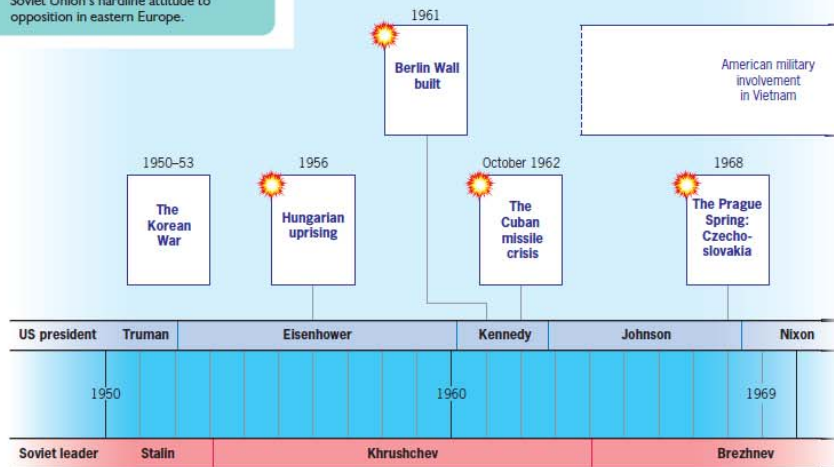 Soviet Union's hardline attitude to
opposition in eastern Europe.
1961
Berlin Wall
built
American military
involvement
in Vietnam
1950–53
The
Korean
War
1956
Hungarian
uprising
October 1962
The
Cuban
missile
crisis
1968
The Prague
Spring:
Czecho-
slovakia
US president Truman Eisenhower Kennedy Johnson Nixon
1950 1960 1969
Soviet leader Stalin Khrushchev Brezhnev